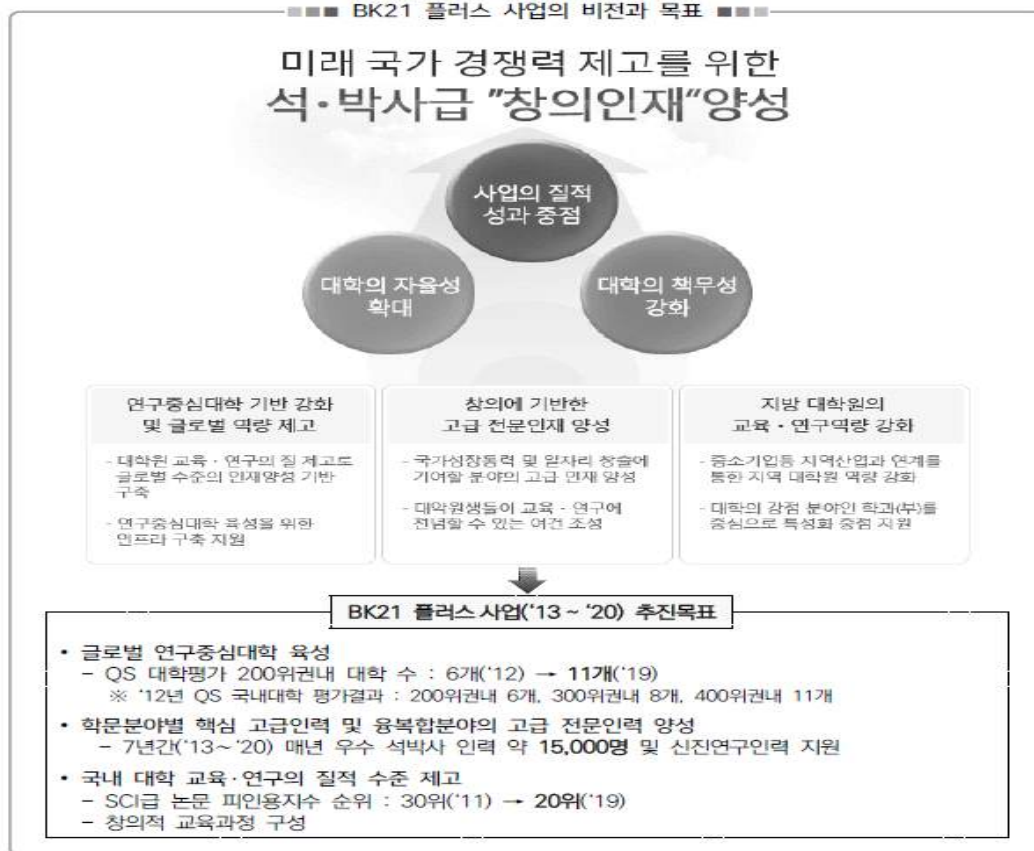 ■■■ BK21 플러스 사업의 비전과 목표 ■■■
미래 국가 경쟁력 제고를 위한
석·박사급 "창의인재"양성
사업의 질적
성과 중점
대학의 자율성
확대
대학의 책무성
강화
연구중심대학 기반 강화
및 글로벌 역량 제고
- 대학원 교육·연구의 질 제고로
글로벌 수준의 인재양성 기반
구축
- 연구중심대학 육성을 위한
인프라 구축 지원
창의에 기반한
고급 전문인재 양성
- 국가성장동력 및 일자리 창출에
기여할 분야의 고급 인재 양성
- 대학원생들이 교육·연구에
전념할 수 있는 여건 조성
지방 대학원의
교육·연구역량 강화
- 중소기업등 지역산업과 연계를
통한 지역 대학원 역량 강화
- 대학의 강점 분야인 학과(부)를
중심으로 특성화 중점 지원
BK21 플러스 사업('13 ~ '20) 추진목표
• 글로벌 연구중심대학 육성
- QS 대학평가 200위권내 대학 수 : 6개('12) → 11개('19)
※ '12년 QS 국내대학 평가결과 : 200위권내 6개, 300위권내 8개, 400위권내 11개
• 학문분야별 핵심 고급인력 및 융복합분야의 고급 전문인력 양성
- 7년간('13~'20) 매년 우수 석박사 인력 약 15,000명 및 신진연구인력 지원
• 국내 대학 교육·연구의 질적 수준 제고
- SCI급 논문 피인용지수 순위 : 30위('11) → 20위('19)
- 창의적 교육과정 구성